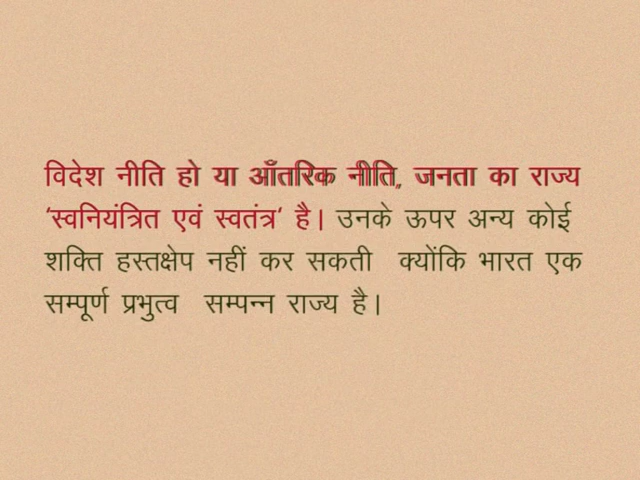 विदेश नीति हो या आँतरिक नीति, जनता का राज्य
'स्वनियंत्रित एवं स्वतंत्र' है। उनके ऊपर अन्य कोई
शक्ति हस्तक्षेप नहीं कर सकती क्योंकि भारत एक
सम्पूर्ण प्रभुत्व सम्पन्न राज्य है।